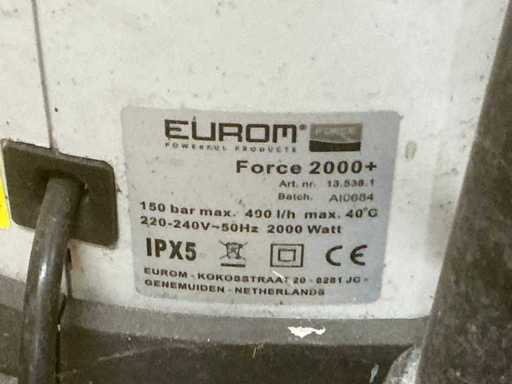 EUROM®
FORCE
POWERFUL PRODUCTS
Force 2000+
Art. nr. 13.538.1
Batch. AI0684
150 bar max. 490 l/h max. 40°C
220-240V~50Hz 2000 Watt
IPX5 CE
EUROM - KOKOSSTRAAT 20 - 8281 JC -
GENEMUIDEN - NETHERLANDS